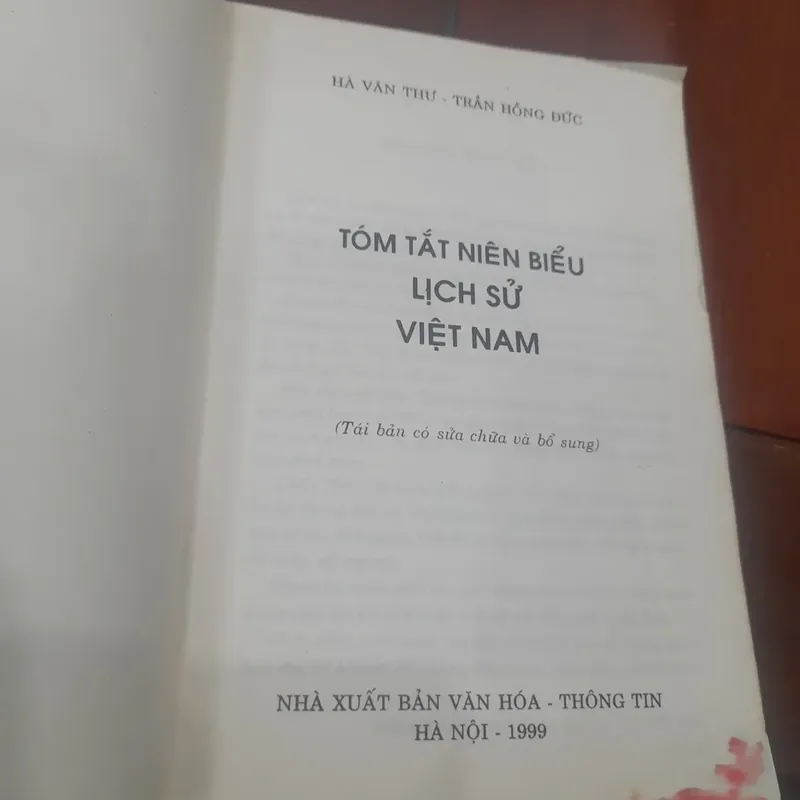 HÀ VĂN THƯ - TRẦN HỒNG ĐỨC
TÓM TẮT NIÊN BIỂU
LỊCH SỬ
VIỆT NAM
(Tái bản có sửa chữa và bổ sung)
NHÀ XUẤT BẢN VĂN HÓA - THÔNG TIN
HÀ NỘI - 1999